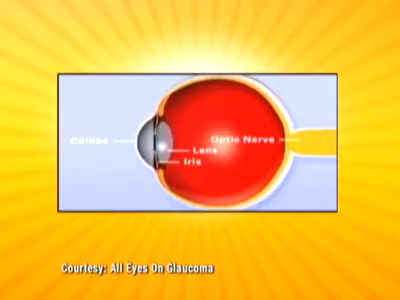 Cornea
Optic Nerve
Lens
Iris
Courtesy: All Eyes On Glaucoma